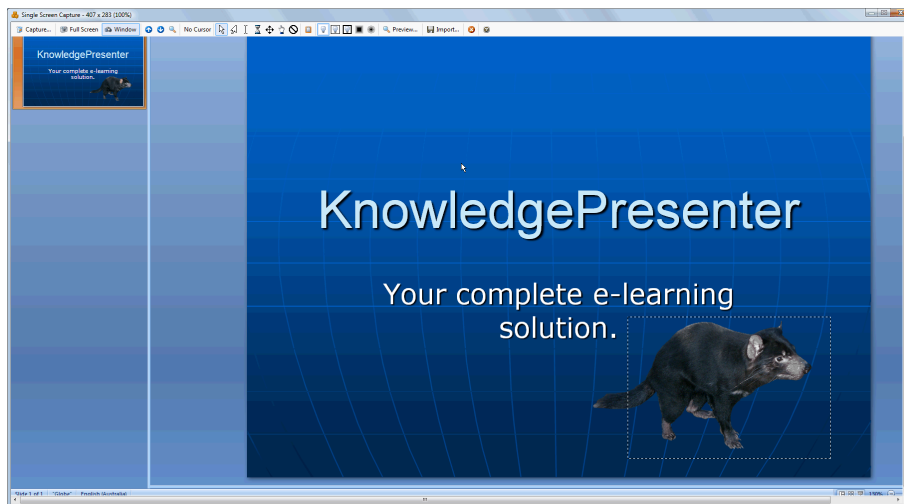 Single Screen Capture - 407 x 283 (100%)
Capture... Full Screen Window No Cursor Preview... Import...
KnowledgePresenter
Your complete e-learning
solution.
KnowledgePresenter
Your complete e-learning
solution.
Slide 1 of 1 "Globe" English (Australia) 130%